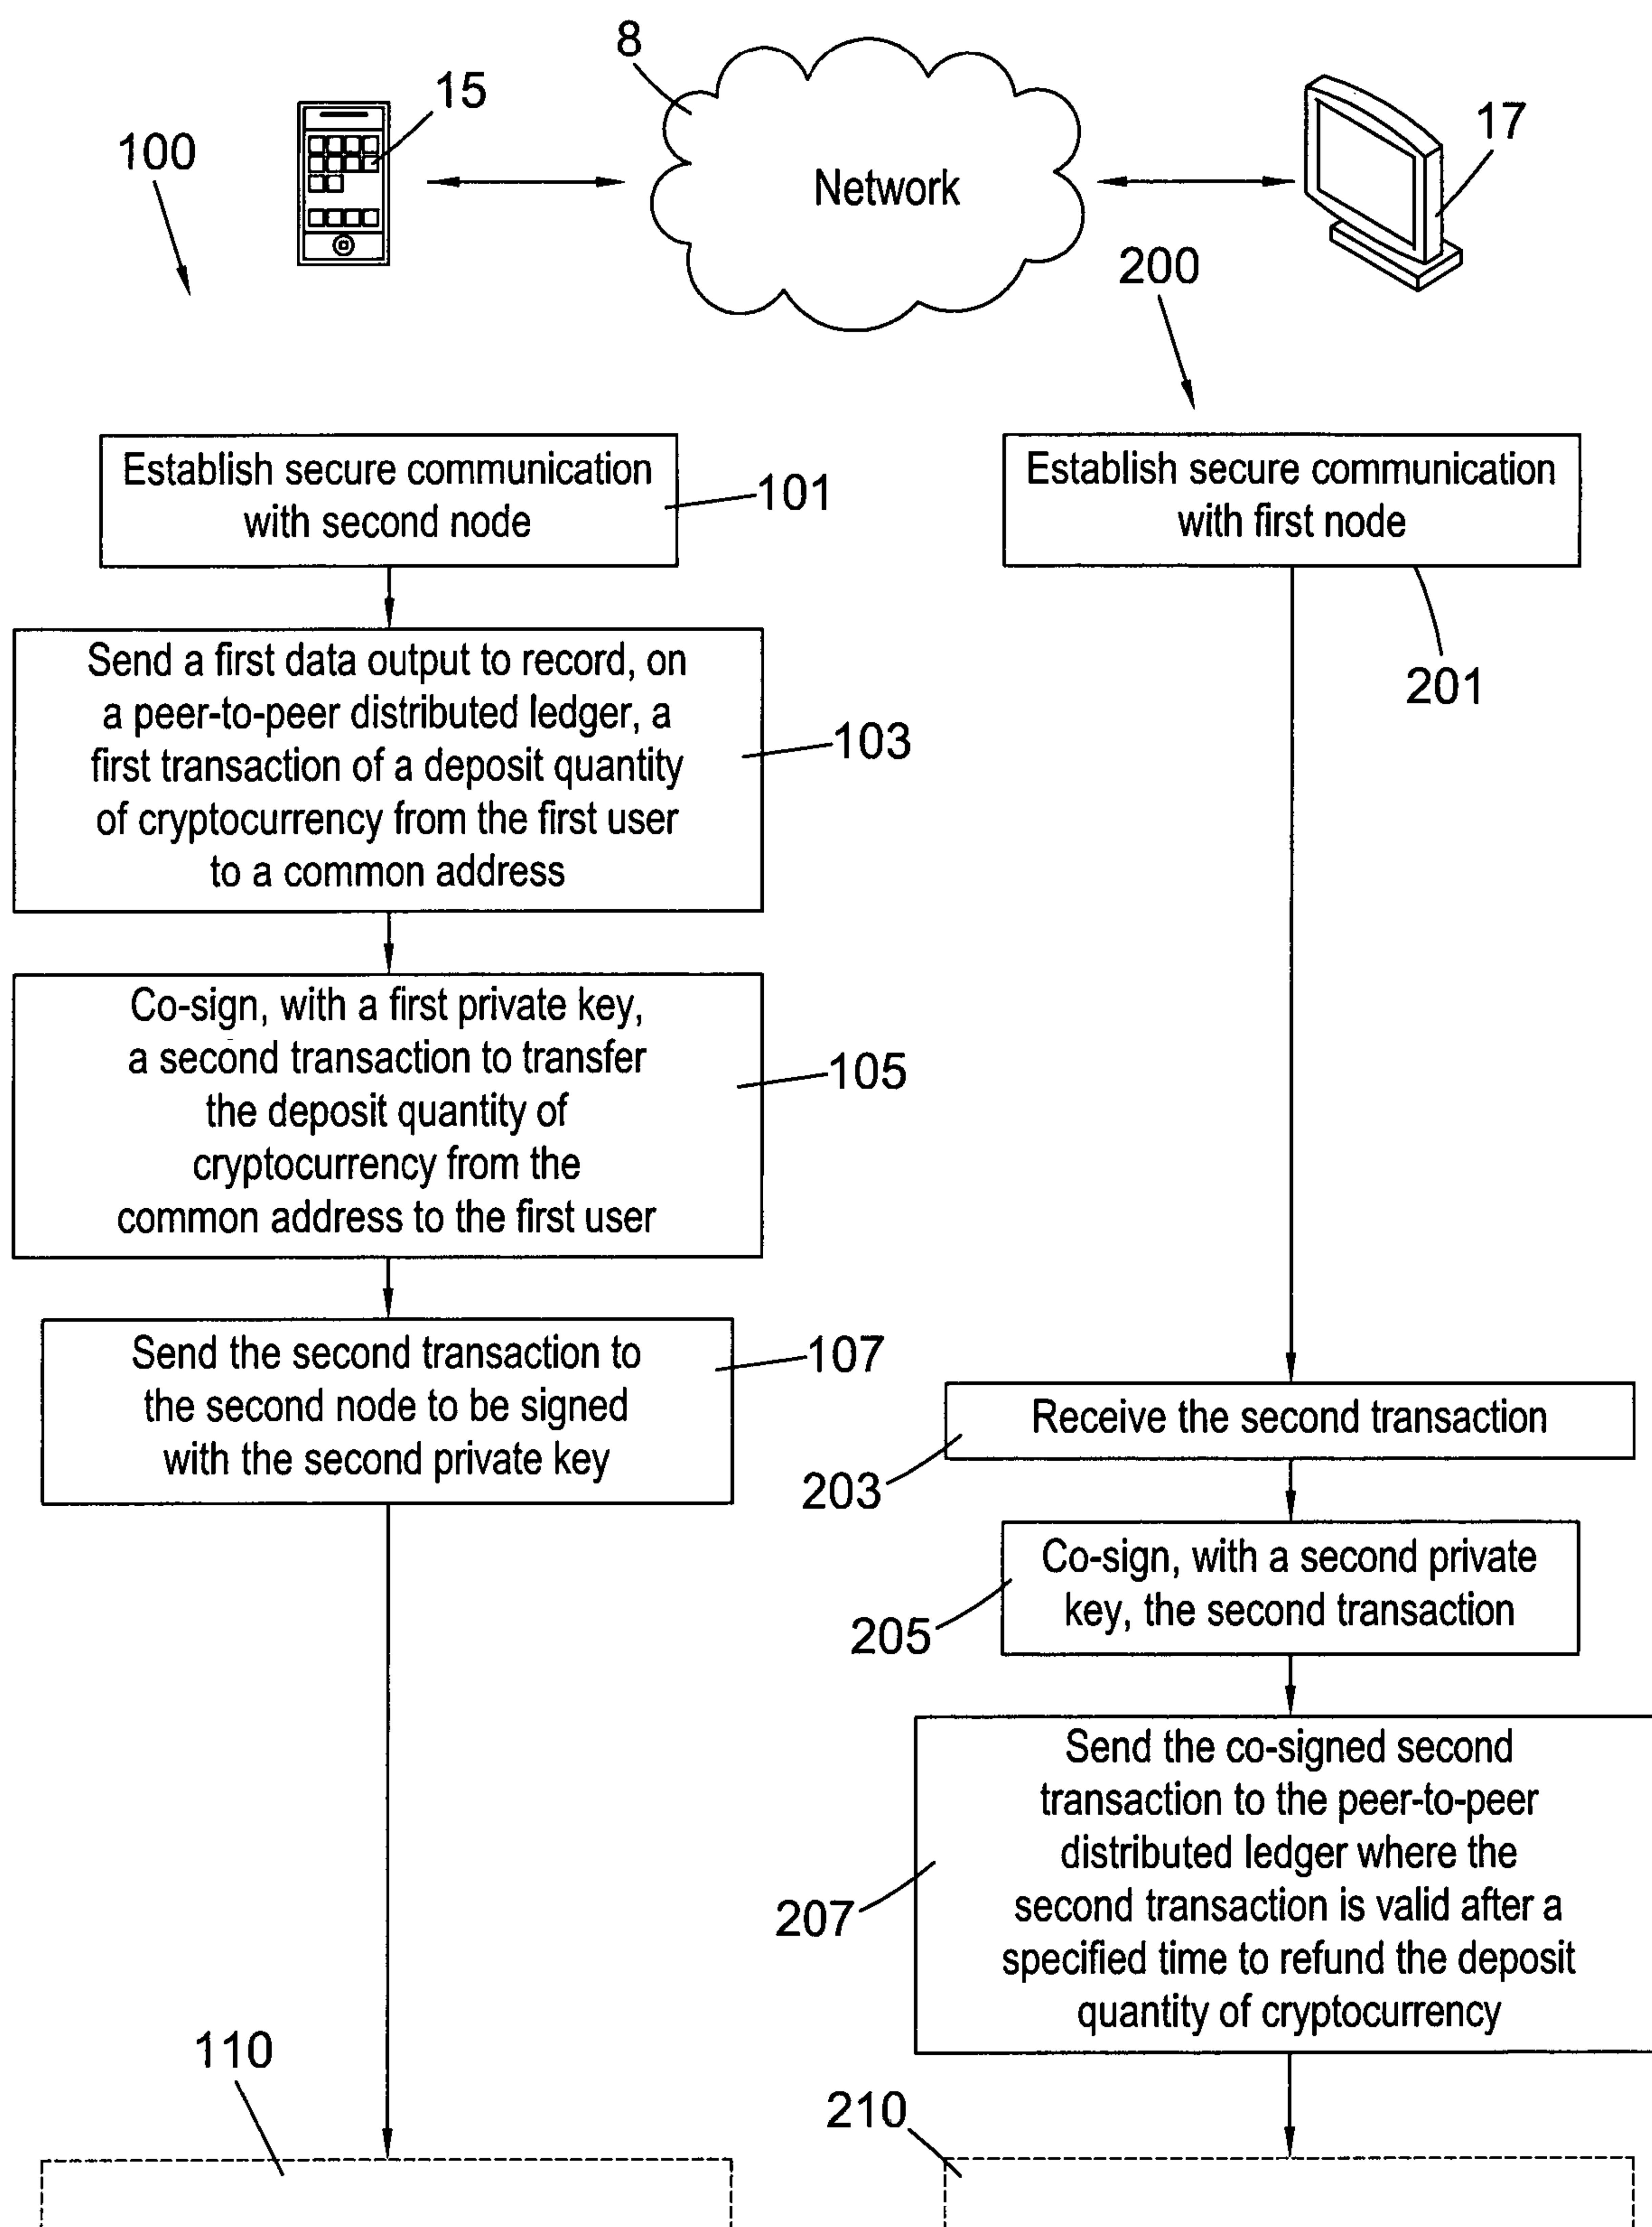 8
15
17
100
Network
200
Establish secure communication
with second node
101
Establish secure communication
with first node
201
Send a first data output to record, on
a peer-to-peer distributed ledger, a
first transaction of a deposit quantity
of cryptocurrency from the first user
to a common address
103
Co-sign, with a first private key,
a second transaction to transfer
the deposit quantity of
cryptocurrency from the
common address to the first user
105
Send the second transaction to
the second node to be signed
with the second private key
107
Receive the second transaction
203
Co-sign, with a second private
key, the second transaction
205
Send the co-signed second
transaction to the peer-to-peer
distributed ledger where the
second transaction is valid after a
specified time to refund the deposit
quantity of cryptocurrency
207
110
210